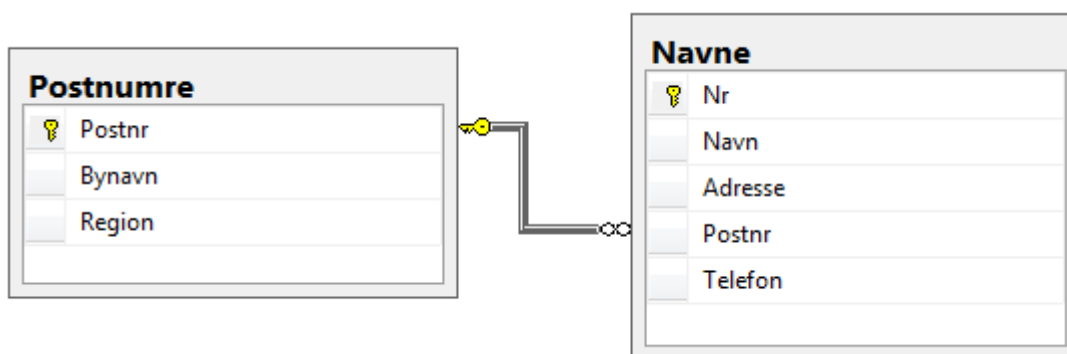 Postnumre
Postnr
Bynavn
Region
Navne
Nr
Navn
Adresse
Postnr
Telefon